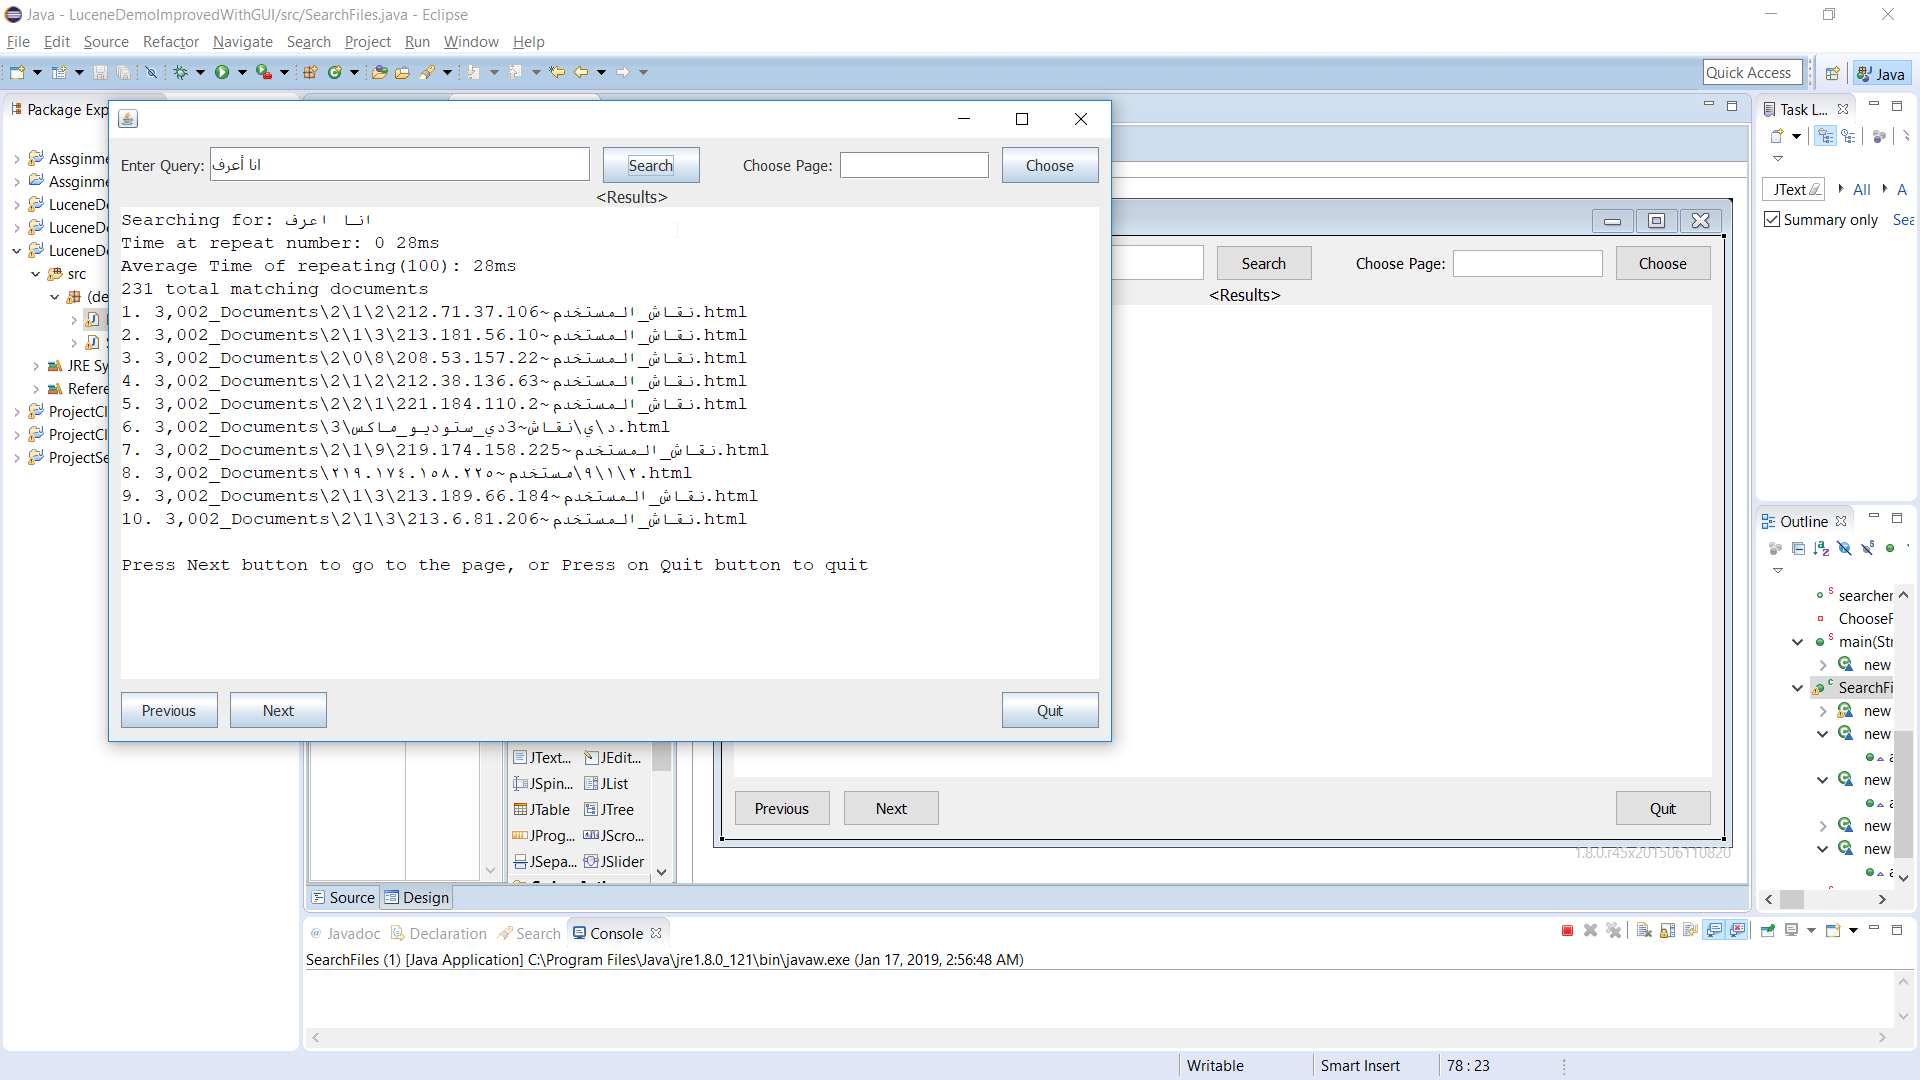 Java - LuceneDemoImprovedWithGUI/src/SearchFiles.java - Eclipse
File Edit Source Refactor Navigate Search Project Run Window Help
Quick Access
Java
Package Exp
Assginme
Assginme
LuceneDe
LuceneDe
LuceneDe
src
(de
JRE Sy
Refere
ProjectCl
ProjectCl
ProjectSe
Enter Query: انا أعرف Search Choose Page: Choose
<Results>
Searching for: انا اعرف
Time at repeat number: 0 28ms
Average Time of repeating(100): 28ms
231 total matching documents
1. 3,002_Documents\2\1\2\212.71.37.106~نقاش_المستخدم.html
2. 3,002_Documents\2\1\3\213.181.56.10~نقاش_المستخدم.html
3. 3,002_Documents\2\0\8\208.53.157.22~نقاش_المستخدم.html
4. 3,002_Documents\2\1\2\212.38.136.63~نقاش_المستخدم.html
5. 3,002_Documents\2\2\1\221.184.110.2~نقاش_المستخدم.html
6. 3,002_Documents\3\د\ي\نقاش~3دي_ستوديو_ماكس.html
7. 3,002_Documents\2\1\9\219.174.158.225~نقاش_المستخدم.html
8. 3,002_Documents\٢\١\٩\مستخدم~٢١٩.١٧٤.١٥٨.٢٢٥.html
9. 3,002_Documents\2\1\3\213.189.66.184~نقاش_المستخدم.html
10. 3,002_Documents\2\1\3\213.6.81.206~نقاش_المستخدم.html
Press Next button to go to the page, or Press on Quit button to quit
Previous Next Quit
Search Choose Page: Choose
<Results>
Previous Next Quit
1.8.0.r45x201506110820
JText... JEdit...
JSpin... JList
JTable JTree
JProg... JScro...
JSepa... JSlider
Source Design
Task L...
JText All A
Summary only Sea
Outline
searcher
ChooseF
main(Str
new
SearchFi
new
new
new
new
new
Javadoc Declaration Search Console
SearchFiles (1) [Java Application] C:\Program Files\Java\jre1.8.0_121\bin\javaw.exe (Jan 17, 2019, 2:56:48 AM)
Writable Smart Insert 78 : 23